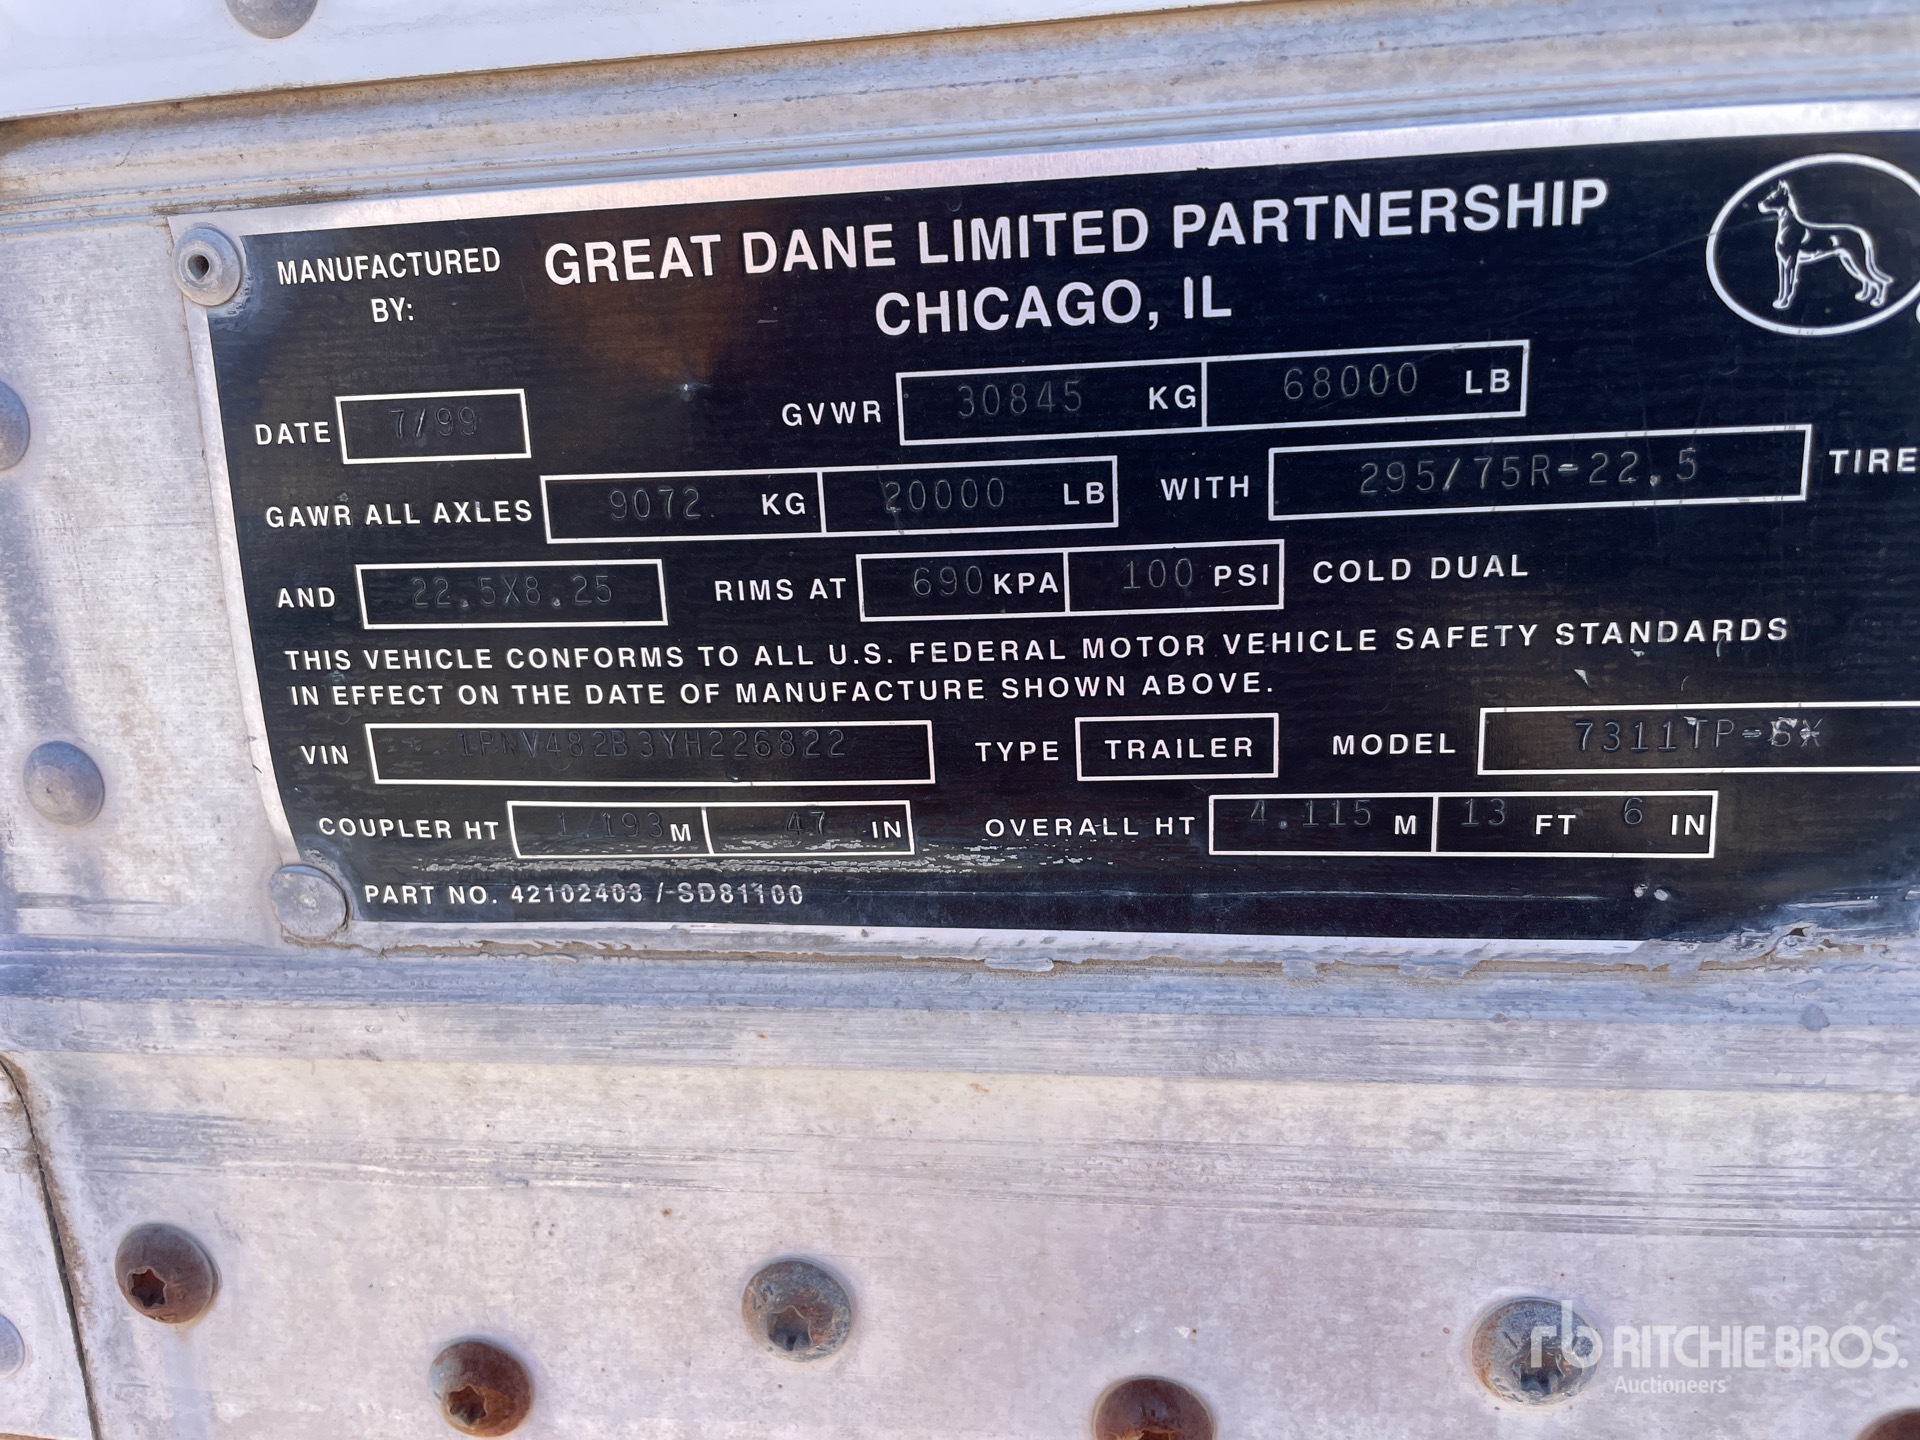 MANUFACTURED BY: GREAT DANE LIMITED PARTNERSHIP
CHICAGO, IL
DATE 7/99 GVWR 30845 KG 68000 LB
GAWR ALL AXLES 9072 KG 20000 LB WITH 295/75R-22.5 TIRE
AND 22.5X8.25 RIMS AT 690 KPA 100 PSI COLD DUAL
THIS VEHICLE CONFORMS TO ALL U.S. FEDERAL MOTOR VEHICLE SAFETY STANDARDS
IN EFFECT ON THE DATE OF MANUFACTURE SHOWN ABOVE.
VIN TYPE TRAILER MODEL
COUPLER HT 1.193 M 47 IN OVERALL HT 4.115 M 13 FT 6 IN
PART NO. 42102403 /-SD81100
rb RITCHIE BROS.
Auctioneers